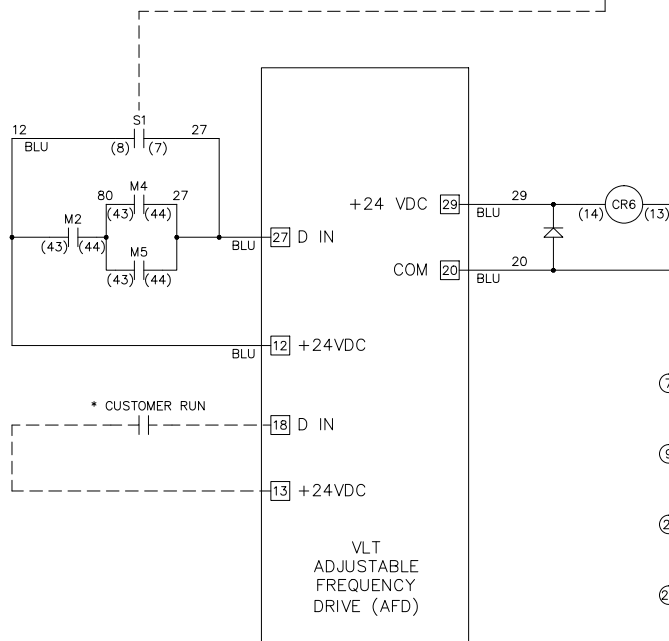 S1
12 27
BLU (8) (7)
80 M4 27
(43) (44)
M2
(43) (44)
M5
(43) (44)
BLU 27 D IN
BLU 12 +24VDC
* CUSTOMER RUN
18 D IN
13 +24VDC
+24 VDC 29 29
BLU (14) CR6 (13)
COM 20 20
BLU
VLT
ADJUSTABLE
FREQUENCY
DRIVE (AFD)